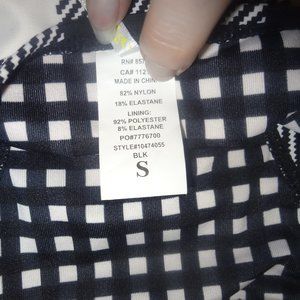 RN# 857
CA# 112
MADE IN CHIN
82% NYLON
18% ELASTANE
LINING:
92% POLYESTER
8% ELASTANE
PO#7776700
STYLE#10474055
BLK
S